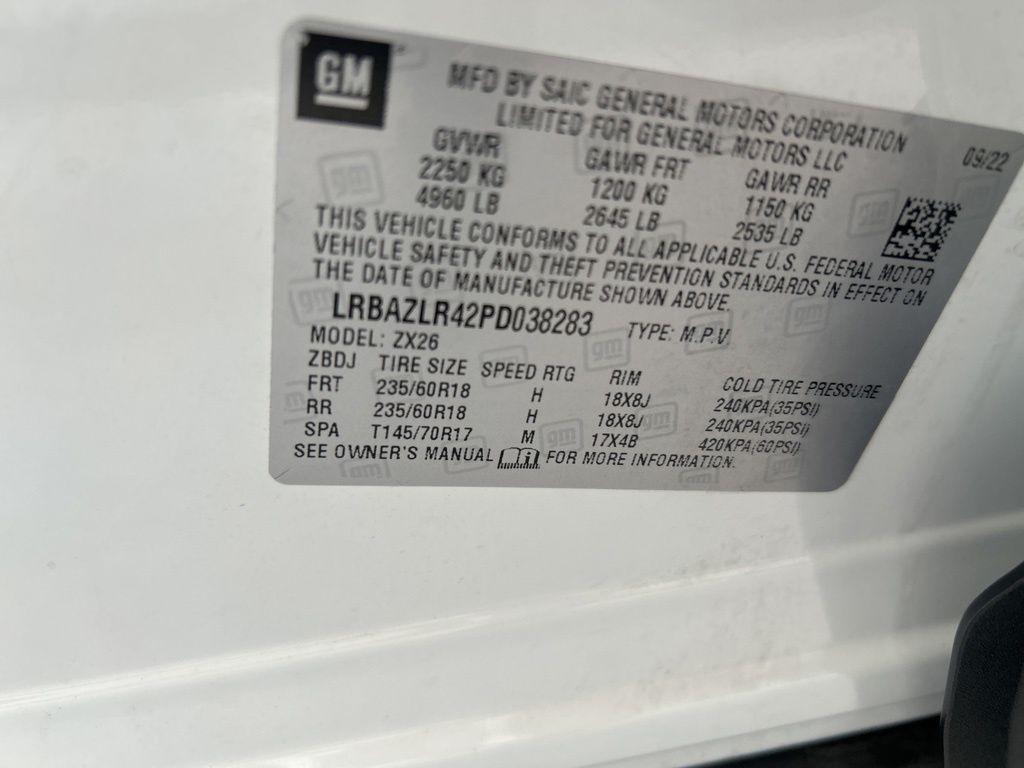 GM
MFD BY SAIC GENERAL MOTORS CORPORATION
LIMITED FOR GENERAL MOTORS LLC
09/22
GVWR GAWR FRT GAWR RR
2250 KG 1200 KG 1150 KG
4960 LB 2645 LB 2535 LB
THIS VEHICLE CONFORMS TO ALL APPLICABLE U.S. FEDERAL MOTOR
VEHICLE SAFETY AND THEFT PREVENTION STANDARDS IN EFFECT ON
THE DATE OF MANUFACTURE SHOWN ABOVE.
LRBAZLR42PD038283 TYPE: M.P.V.
MODEL: ZX26
ZBDJ TIRE SIZE SPEED RTG RIM COLD TIRE PRESSURE
FRT 235/60R18 H 18X8J 240KPA(35PSI)
RR 235/60R18 H 18X8J 240KPA(35PSI)
SPA T145/70R17 M 17X4B 420KPA(60PSI)
SEE OWNER'S MANUAL FOR MORE INFORMATION.